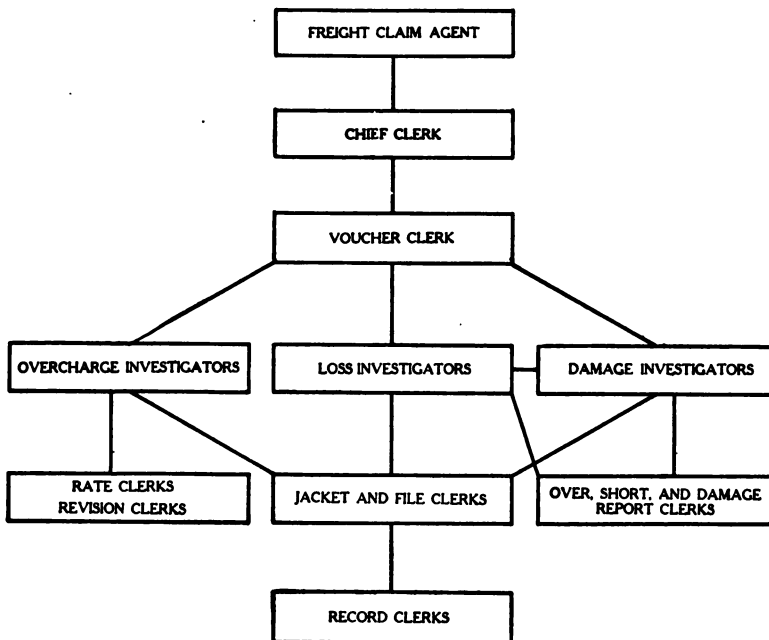 FREIGHT CLAIM AGENT
CHIEF CLERK
VOUCHER CLERK
OVERCHARGE INVESTIGATORS
LOSS INVESTIGATORS
DAMAGE INVESTIGATORS
RATE CLERKS
REVISION CLERKS
JACKET AND FILE CLERKS
OVER, SHORT, AND DAMAGE
REPORT CLERKS
RECORD CLERKS